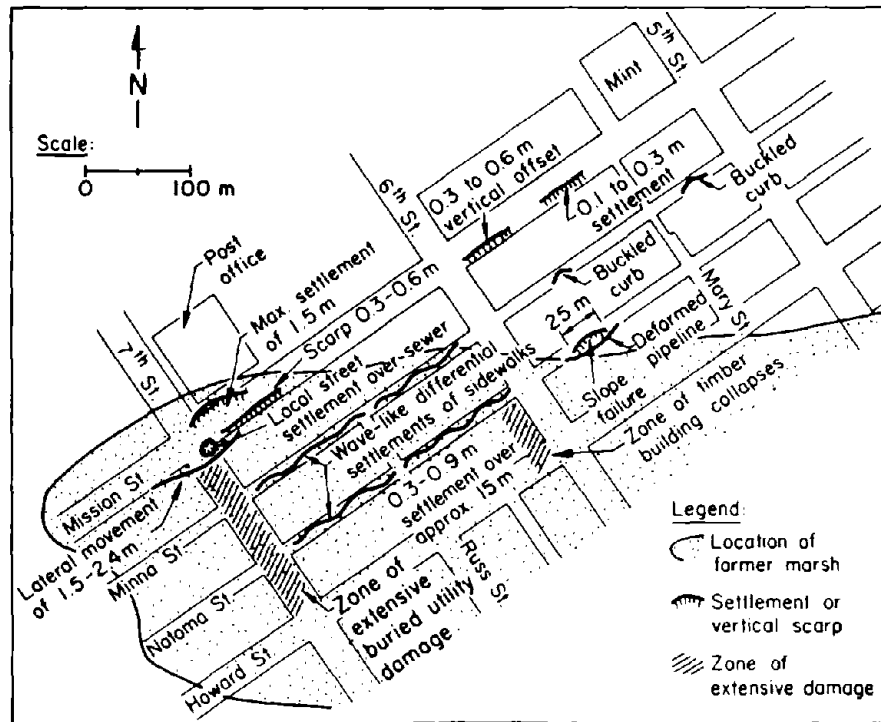 N
Scale:
0 100 m
5th St.
Mint
6th St.
0.3 to 0.6 m
vertical offset
0.1 to 0.3 m
settlement
Buckled
curb
Post
office
7th St.
Max. settlement
of 1.5 m
Scarp 0.3-0.6 m
Local street
settlement over sewer
Buckled
curb
25 m
Mary St.
Deformed
pipeline
Slope
failure
Wave-like differential
settlements of sidewalks
Zone of timber
building collapses
0.3-0.9 m
settlement over
approx. 15 m
Mission St.
Lateral movement
of 1.5-2.4 m
Minna St.
Natoma St.
Howard St.
Russ St.
Zone of
extensive
buried utility
damage
Legend:
Location of
former marsh
Settlement or
vertical scarp
Zone of
extensive damage